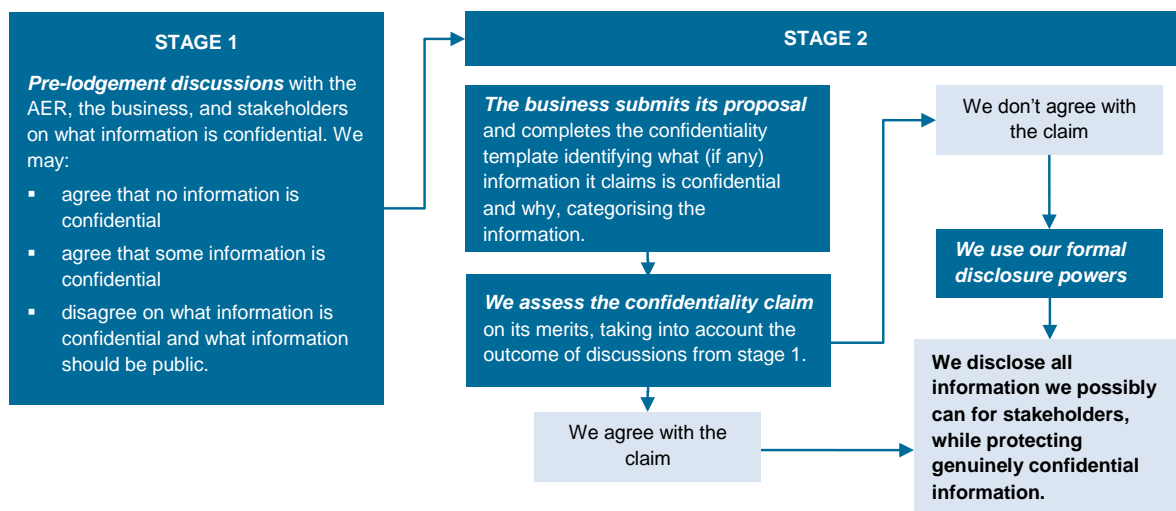 STAGE 1
Pre-lodgement discussions with the
AER, the business, and stakeholders
on what information is confidential. We
may:
▪ agree that no information is
confidential
▪ agree that some information is
confidential
▪ disagree on what information is
confidential and what information
should be public.
STAGE 2
The business submits its proposal
and completes the confidentiality
template identifying what (if any)
information it claims is confidential
and why, categorising the
information.
We assess the confidentiality claim
on its merits, taking into account the
outcome of discussions from stage 1.
We agree with the
claim
We don’t agree with
the claim
We use our formal
disclosure powers
We disclose all
information we possibly
can for stakeholders,
while protecting
genuinely confidential
information.